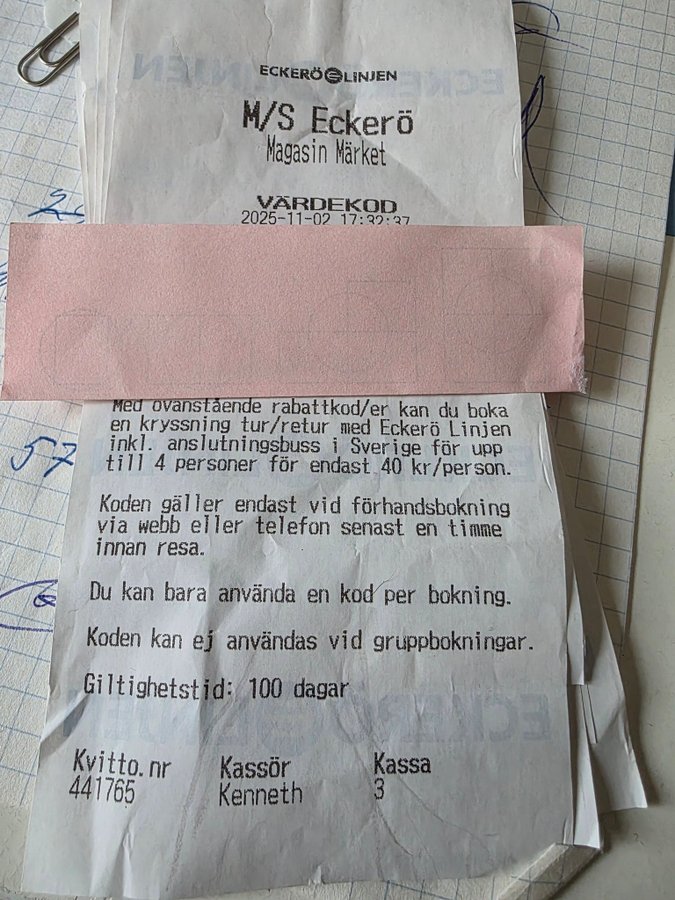 ECKERÖ LINJEN
M/S Eckerö
Magasin Märket
VÄRDEKOD
2025-11-02 17:32:37
Med ovanstående rabattkod/er kan du boka
en kryssning tur/retur med Eckerö Linjen
inkl. anslutningsbuss i Sverige för upp
till 4 personer för endast 40 kr/person.
Koden gäller endast vid förhandsbokning
via webb eller telefon senast en timme
innan resa.
Du kan bara använda en kod per bokning.
Koden kan ej användas vid gruppbokningar.
Giltighetstid: 100 dagar
Kvitto.nr Kassör Kassa
441765 Kenneth 3
57